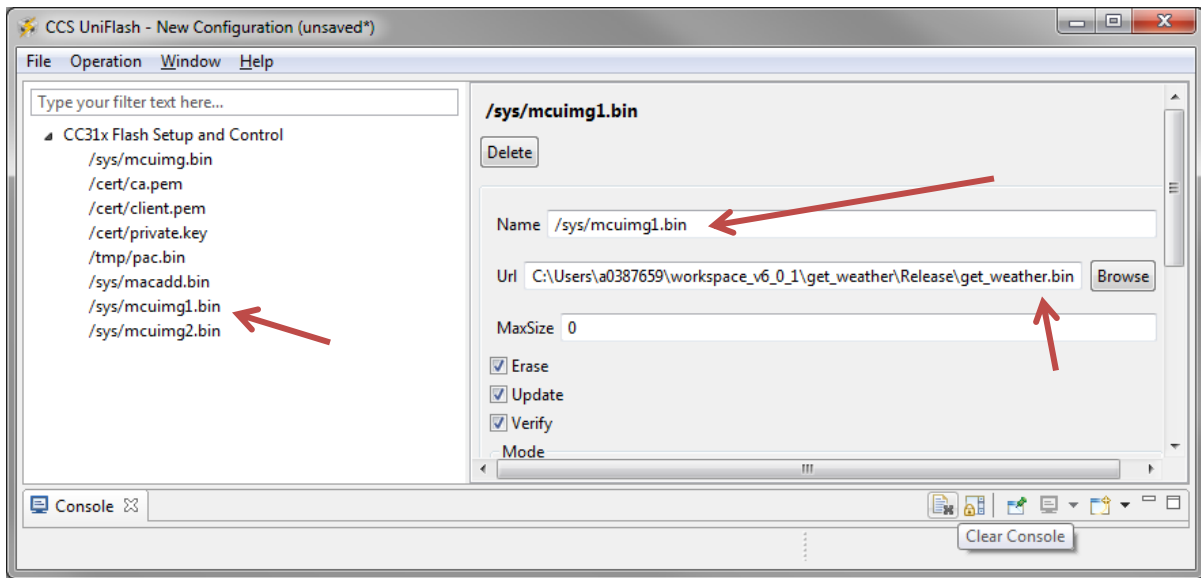 CCS UniFlash - New Configuration (unsaved*)
File Operation Window Help
Type your filter text here...
CC31x Flash Setup and Control
/sys/mcuimg.bin
/cert/ca.pem
/cert/client.pem
/cert/private.key
/tmp/pac.bin
/sys/macadd.bin
/sys/mcuimg1.bin
/sys/mcuimg2.bin
/sys/mcuimg1.bin
Delete
Name /sys/mcuimg1.bin
Url C:\Users\a0387659\workspace_v6_0_1\get_weather\Release\get_weather.bin Browse
MaxSize 0
Erase
Update
Verify
Mode
Console
Clear Console